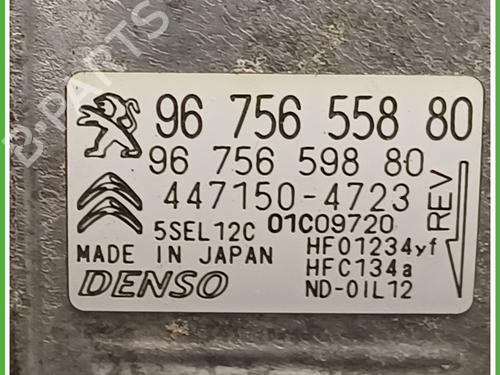 B-PARTS
96 756 558 80
96 756 598 80
447150-4723
5SEL12C 01C09720
MADE IN JAPAN
DENSO
HFO1234yf
HFC134a
ND-OIL12
REV